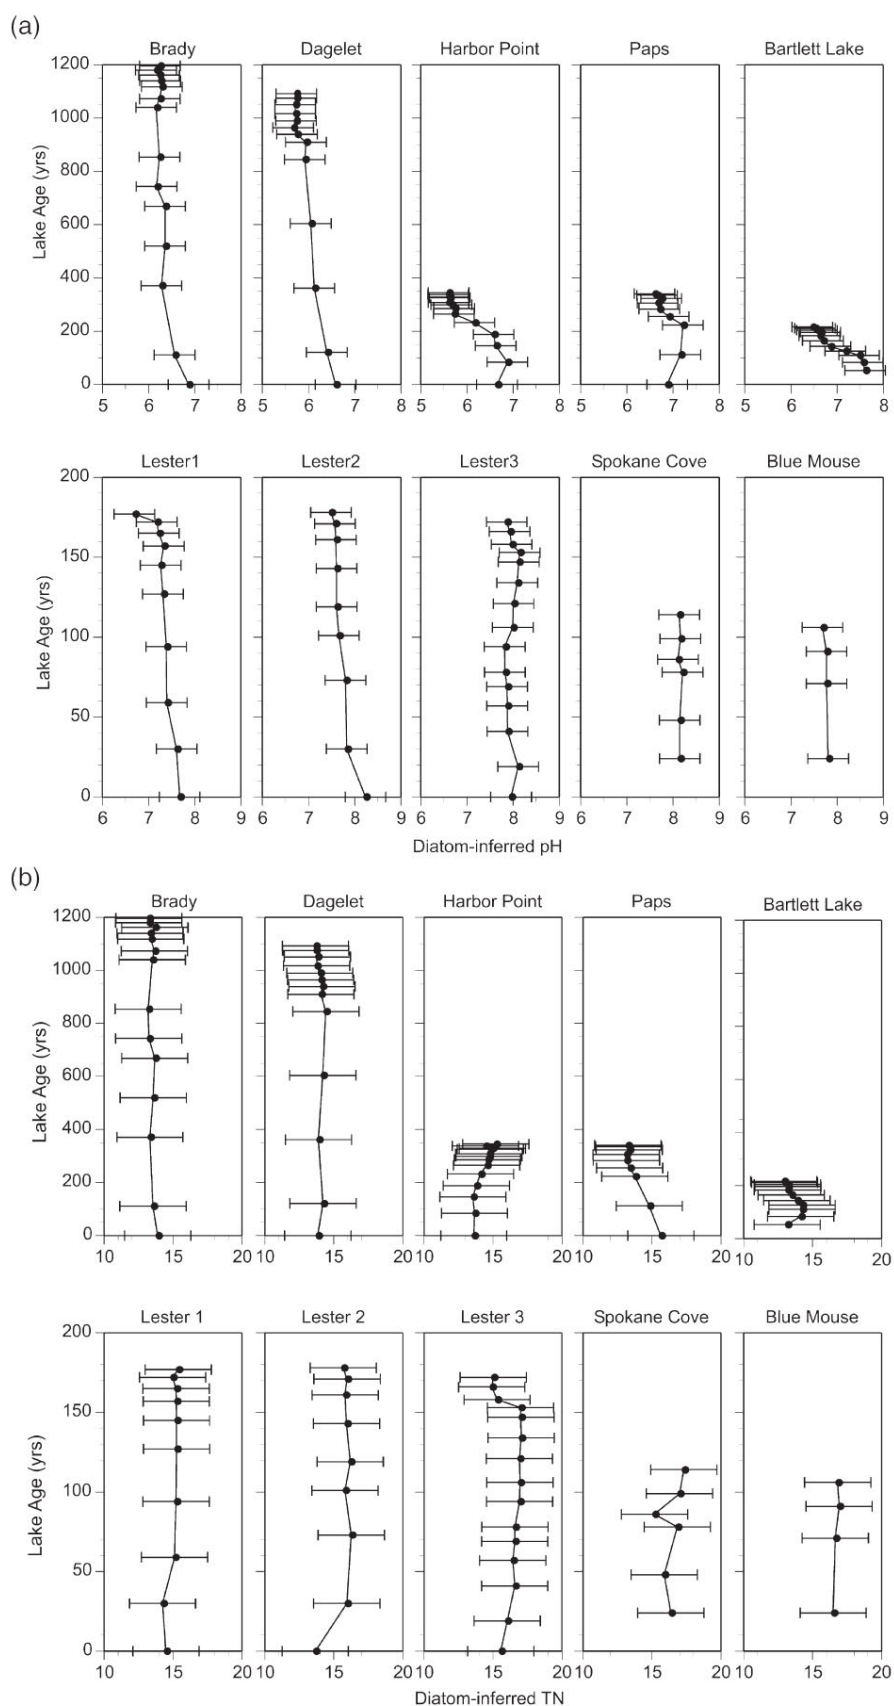 (a)
Brady Dagelet Harbor Point Paps Bartlett Lake
1200
1000
800
600
400
200
0
Lake Age (yrs)
5 6 7 8 5 6 7 8 5 6 7 8 5 6 7 8 5 6 7 8
Lester1 Lester2 Lester3 Spokane Cove Blue Mouse
200
150
100
50
0
Lake Age (yrs)
6 7 8 9 6 7 8 9 6 7 8 9 6 7 8 9 6 7 8 9
Diatom-inferred pH
(b)
Brady Dagelet Harbor Point Paps Bartlett Lake
1200
1000
800
600
400
200
0
Lake Age (yrs)
10 15 20 10 15 20 10 15 20 10 15 20 10 15 20
Lester 1 Lester 2 Lester 3 Spokane Cove Blue Mouse
200
150
100
50
0
Lake Age (yrs)
10 15 20 10 15 20 10 15 20 10 15 20 10 15 20
Diatom-inferred TN